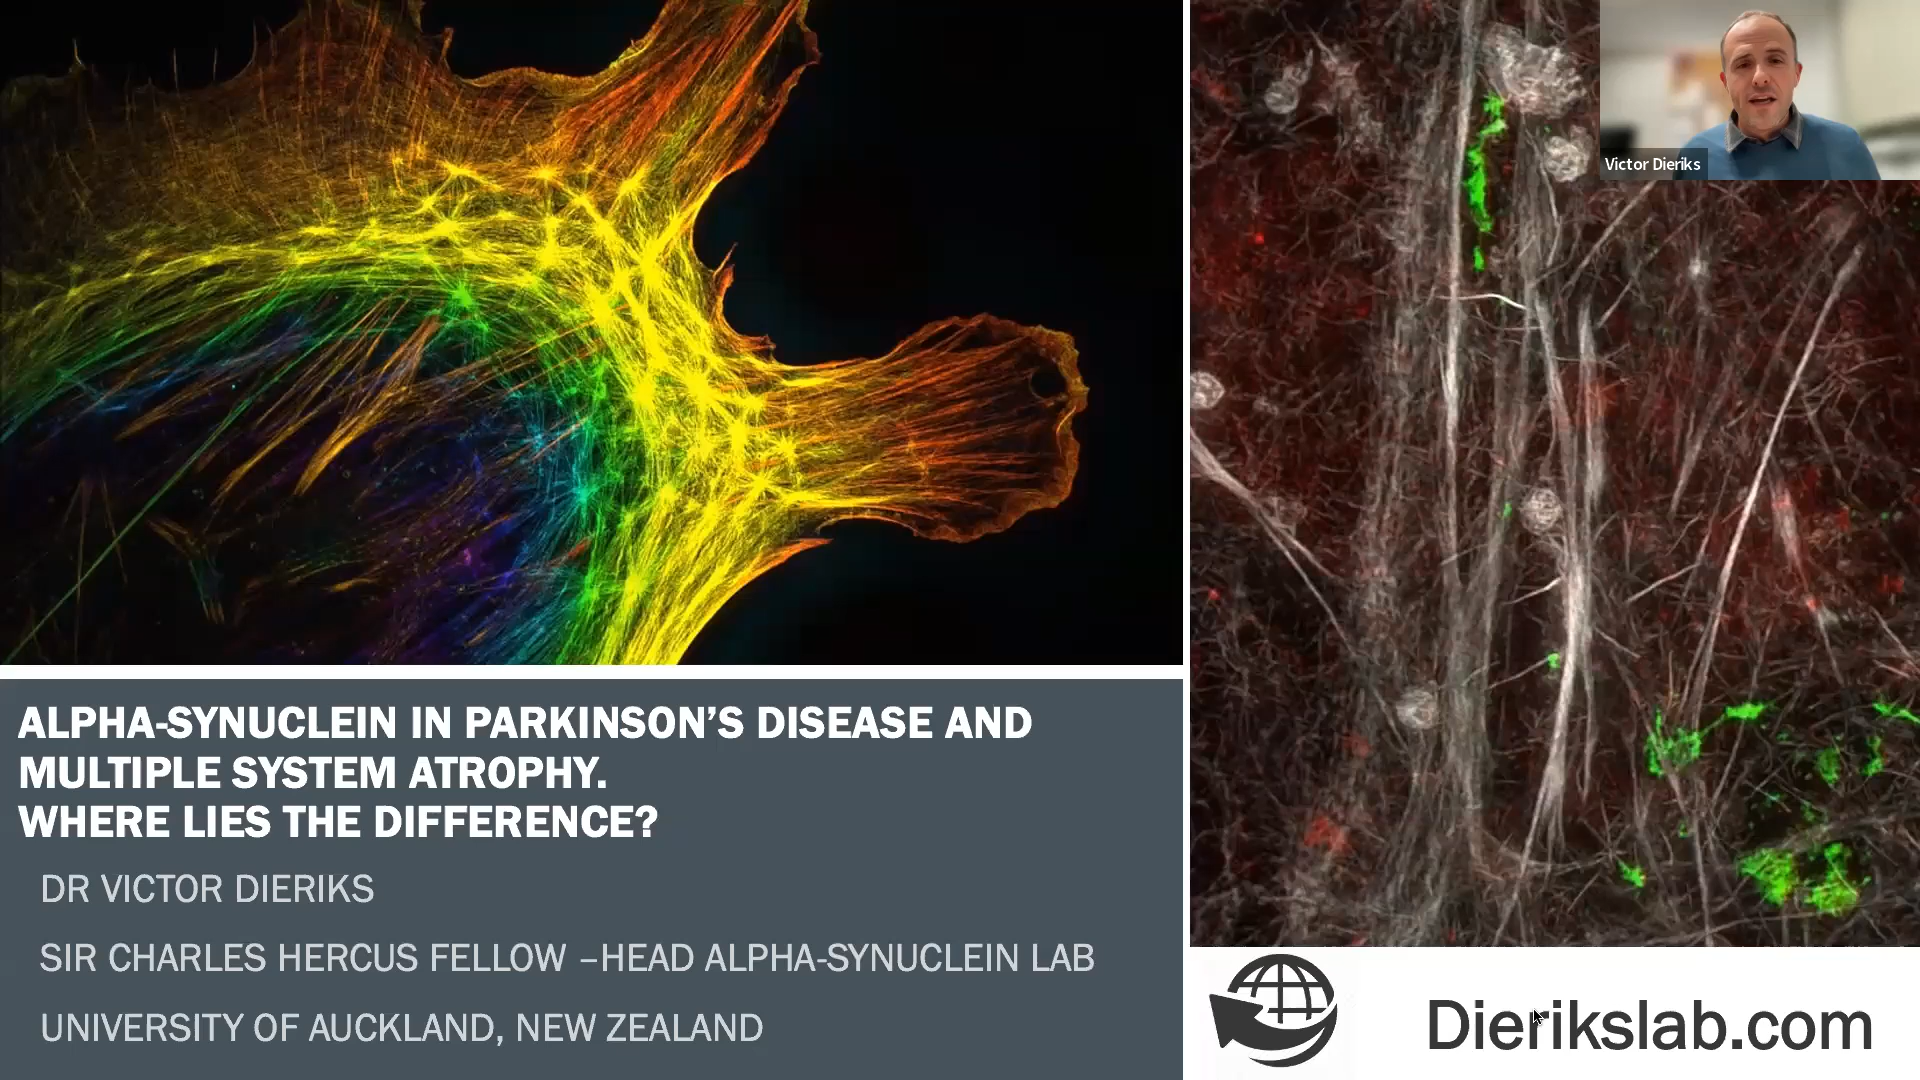 ALPHA-SYNUCLEIN IN PARKINSON’S DISEASE AND
MULTIPLE SYSTEM ATROPHY.
WHERE LIES THE DIFFERENCE?
DR VICTOR DIERIKS
SIR CHARLES HERCUS FELLOW –HEAD ALPHA-SYNUCLEIN LAB
UNIVERSITY OF AUCKLAND, NEW ZEALAND
Victor Dieriks
Dierikslab.com